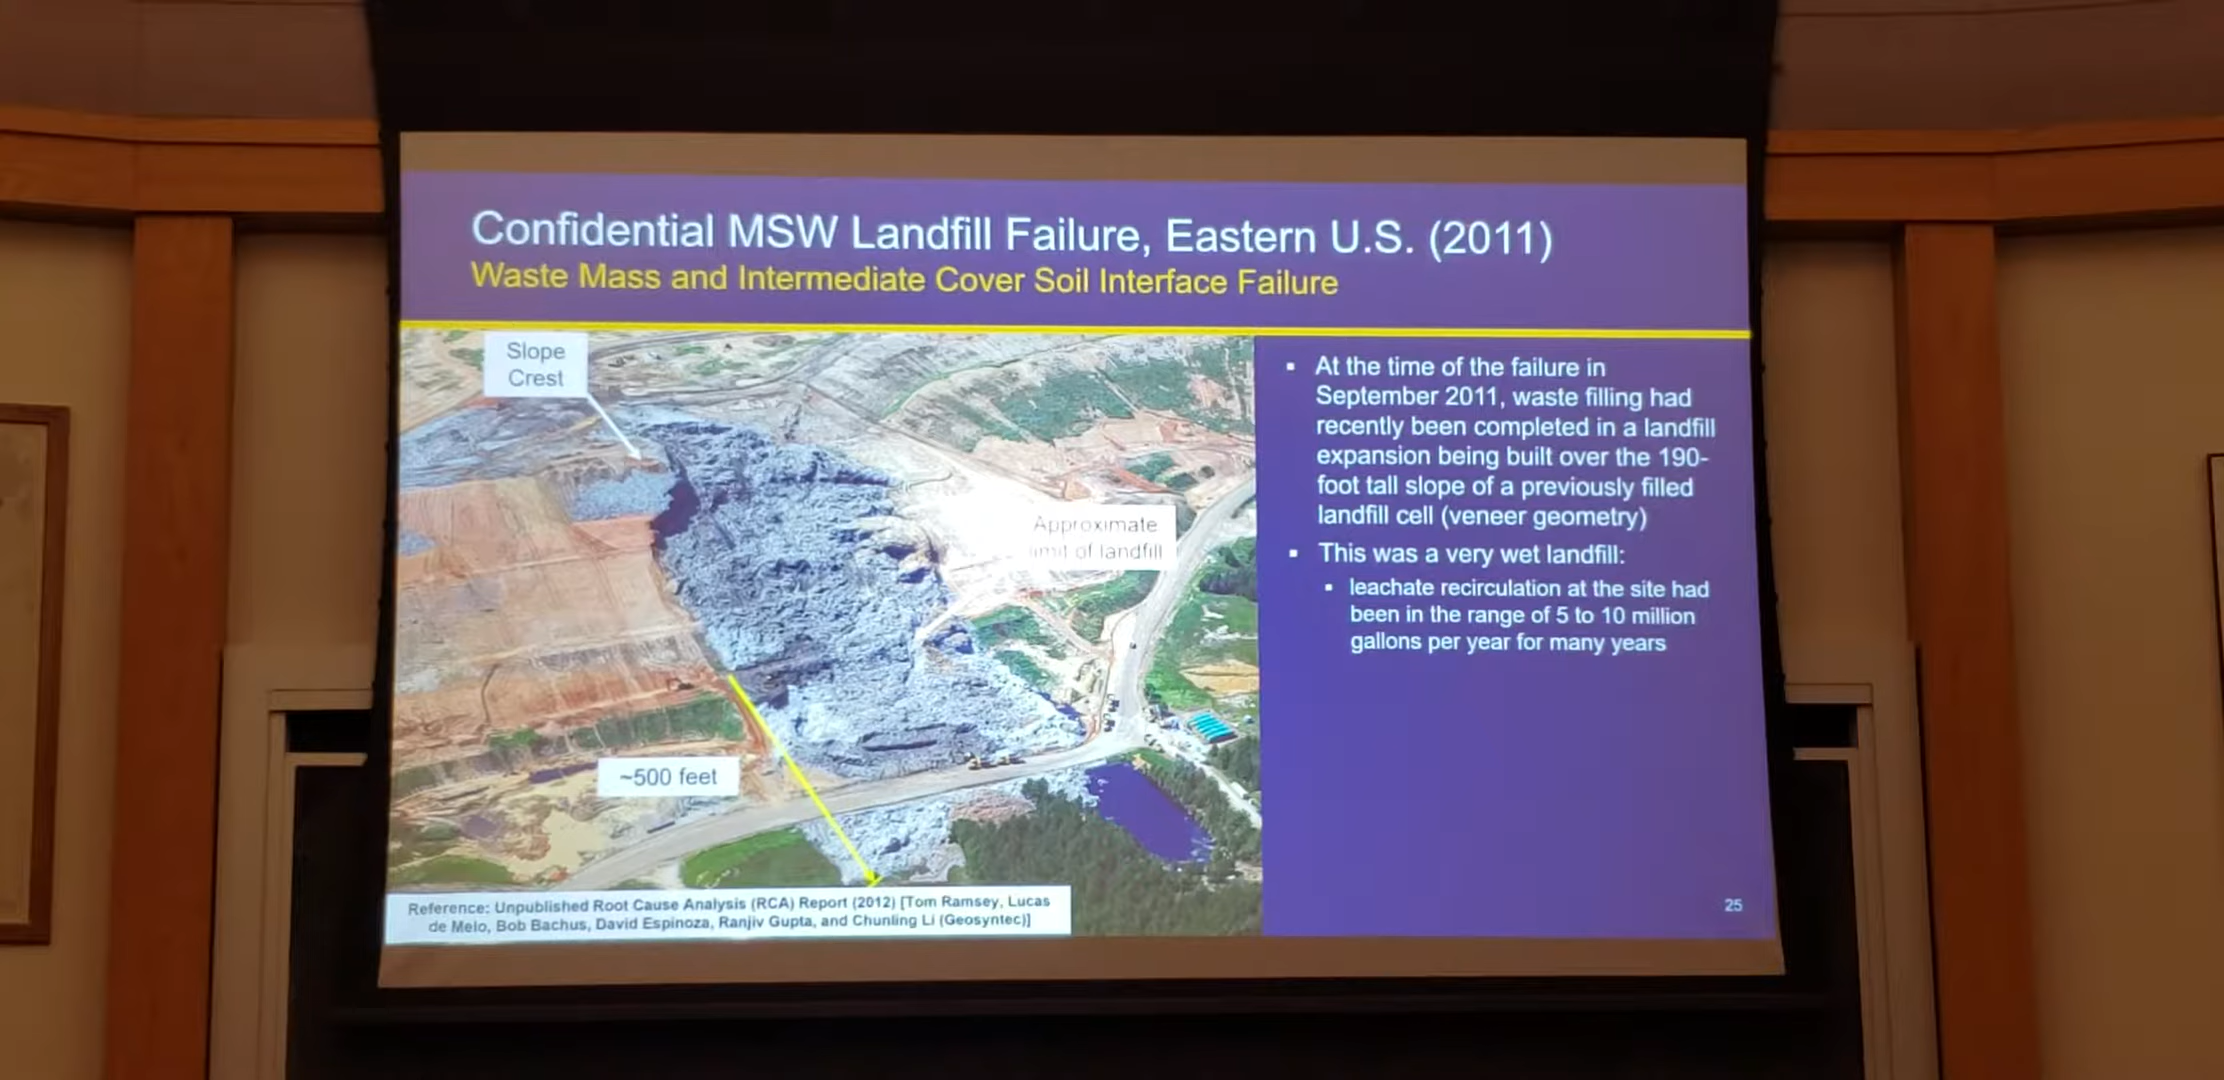 Confidential MSW Landfill Failure, Eastern U.S. (2011)
Waste Mass and Intermediate Cover Soil Interface Failure
Slope
Crest
Approximate
limit of landfill
~500 feet
Reference: Unpublished Root Cause Analysis (RCA) Report (2012) [Tom Ramsey, Lucas
de Melo, Bob Bachus, David Espinoza, Ranjiv Gupta, and Chunling Li (Geosyntec)]
▪ At the time of the failure in
September 2011, waste filling had
recently been completed in a landfill
expansion being built over the 190-
foot tall slope of a previously filled
landfill cell (veneer geometry)
▪ This was a very wet landfill:
▪ leachate recirculation at the site had
been in the range of 5 to 10 million
gallons per year for many years
25